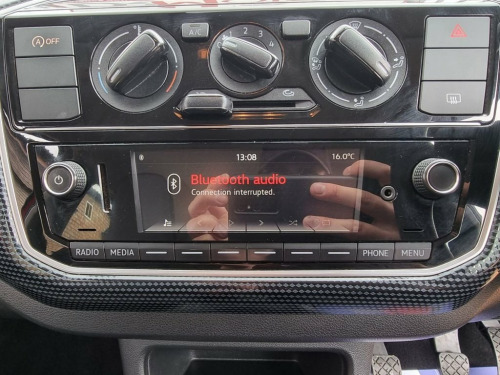 OFF
A/C
1 2 3 4
13:08
16.0°C
Bluetooth audio
Connection interrupted.
RADIO MEDIA PHONE MENU